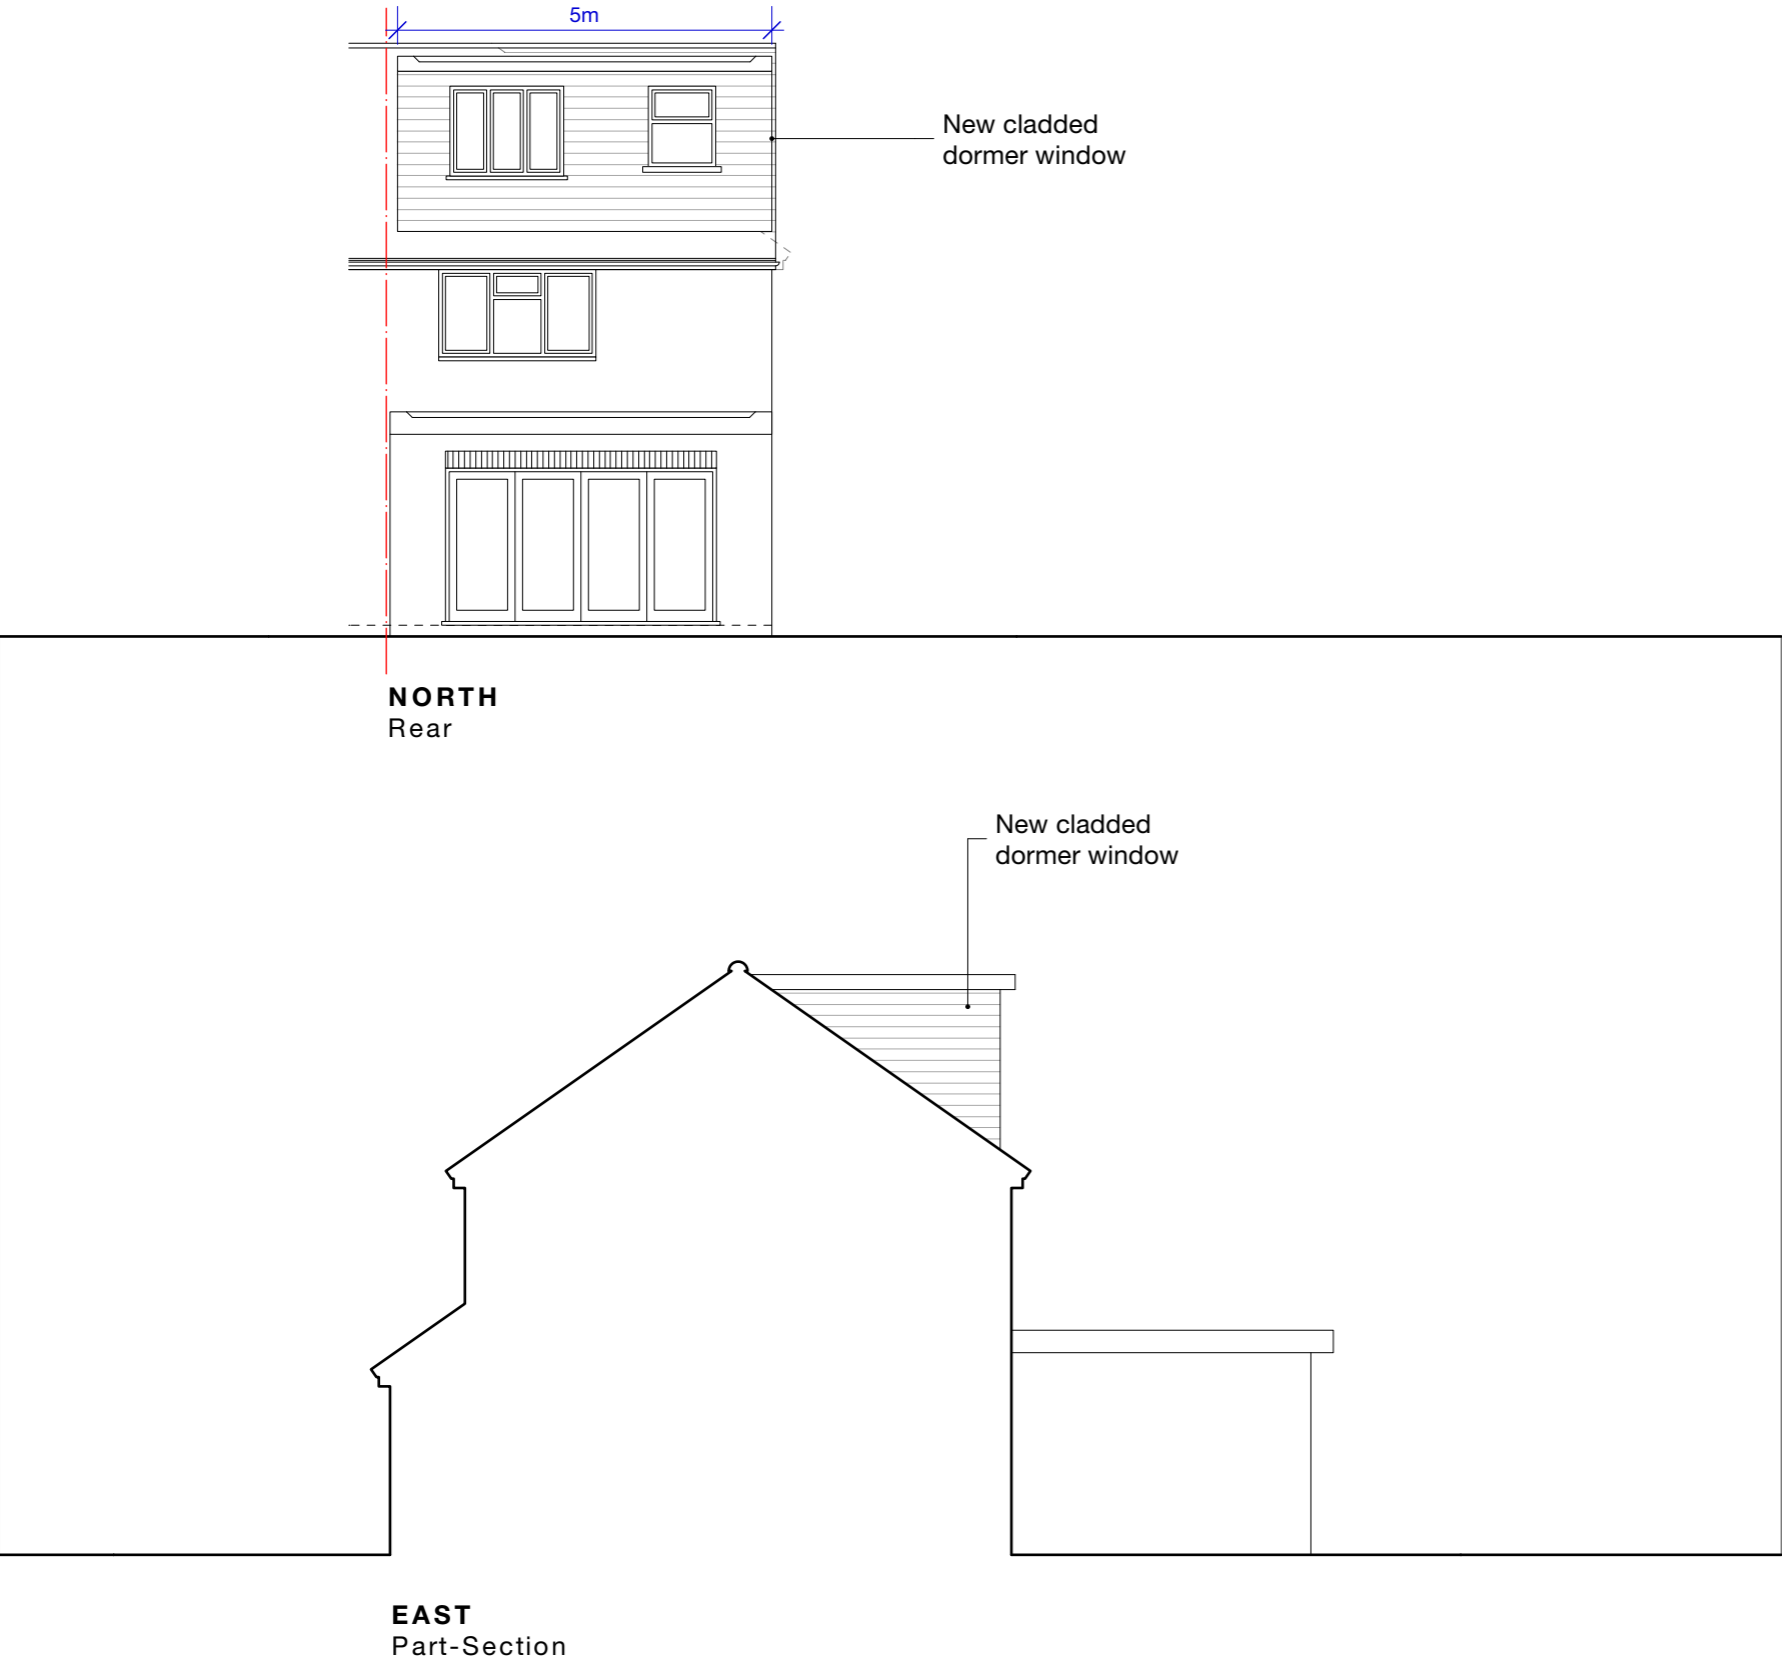 5m
New cladded
dormer window
NORTH
Rear
New cladded
dormer window
EAST
Part-Section